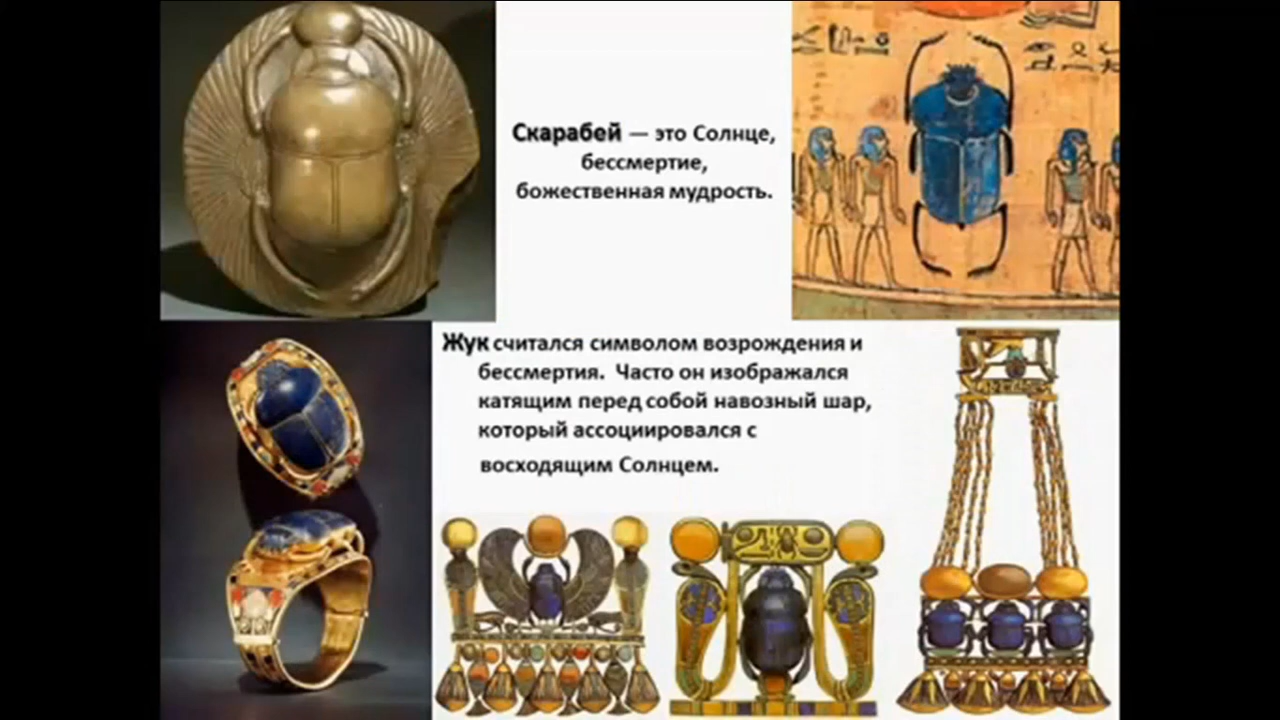 Скарабей — это Солнце,
бессмертие,
божественная мудрость.
Жук считался символом возрождения и
бессмертия. Часто он изображался
катящим перед собой навозный шар,
который ассоциировался с
восходящим Солнцем.